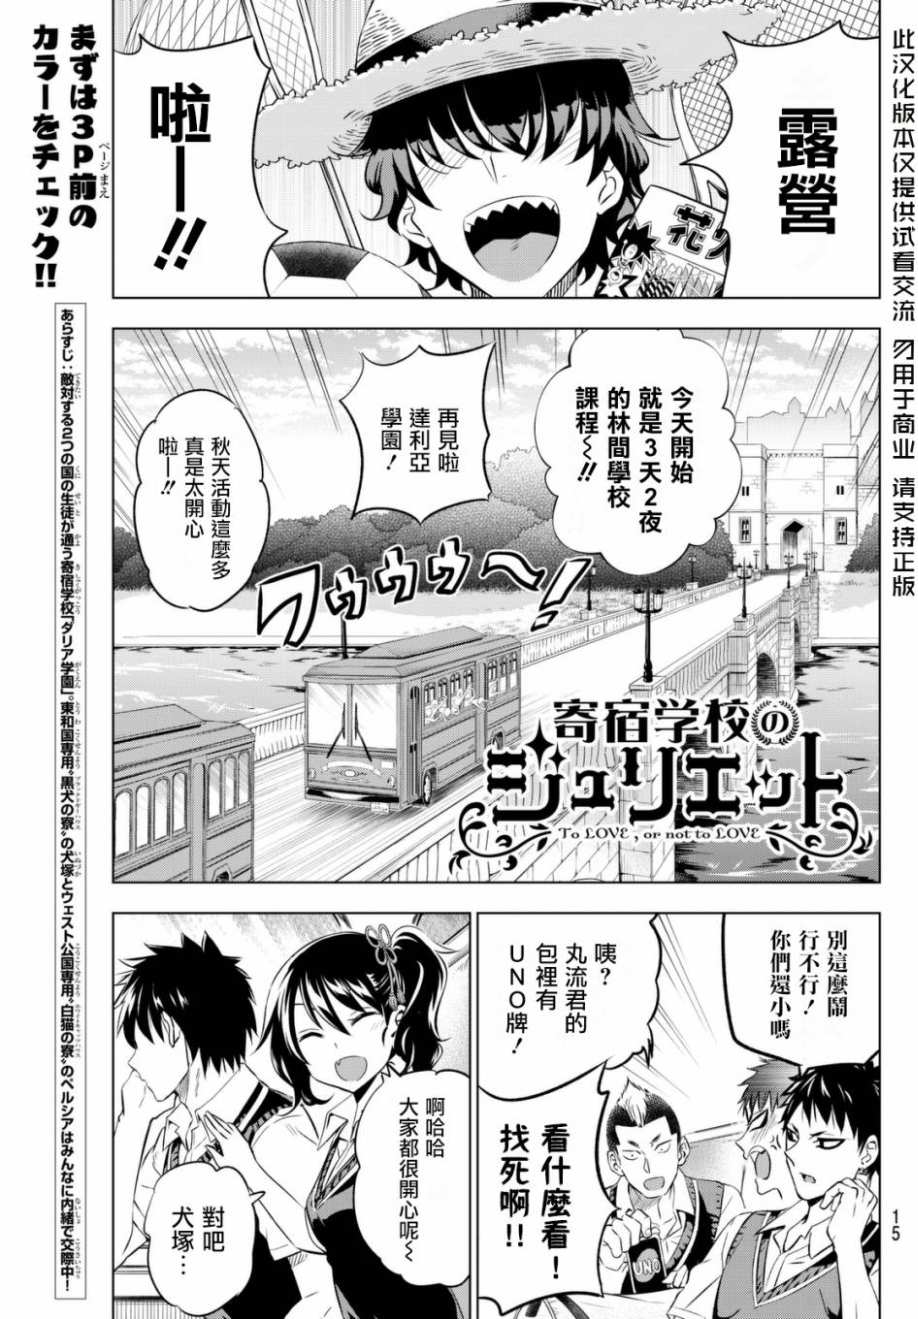 露營
啦ー!!
花火
今天開始
就是3天2夜
的林間學校
課程～!!
再見啦
達利亞
學園!
秋天活動這麼多
真是太開心
啦ー!!
フゥゥゥ～!
寄宿学校の
ジュリエット
To LOVE, or not to LOVE
別這麼鬧
行不行!
你們還小嗎
咦?
丸流君的
包裡有
UNO牌!
看什麼看!
找死啊!!
UNO
啊哈哈
大家都很開心呢～
對吧
犬塚…
まずは3P前の
ページ まえ
カラーをチェック!!
あらすじ:敵対する2つの国の生徒が通う寄宿学校「ダリア学園」。東和国専用〝黒犬の寮〟の犬塚とウェスト公国専用〝白猫の寮〟のペルシアはみんなに内緒で交際中!
此汉化版本仅提供试看交流 勿用于商业 请支持正版
15